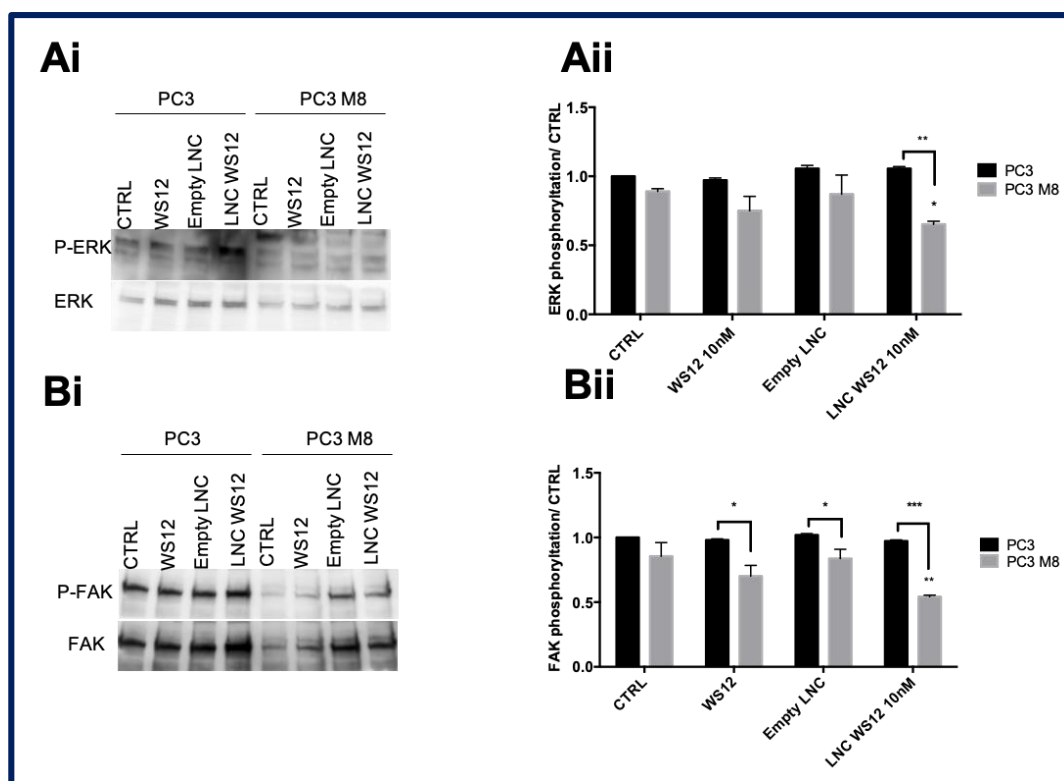 Ai
PC3
PC3 M8
CTRL
WS12
Empty LNC
LNC WS12
CTRL
WS12
Empty LNC
LNC WS12
P-ERK
ERK
Aii
ERK phosphoryltation/ CTRL
1.5
1.0
0.5
0.0
**
*
PC3
PC3 M8
CTRL
WS12 10nM
Empty LNC
LNC WS12 10nM
Bi
PC3
PC3 M8
CTRL
WS12
Empty LNC
LNC WS12
CTRL
WS12
Empty LNC
LNC WS12
P-FAK
FAK
Bii
FAK phosphoryltation/ CTRL
1.5
1.0
0.5
0.0
*
*
***
**
PC3
PC3 M8
CTRL
WS12
Empty LNC
LNC WS12 10nM